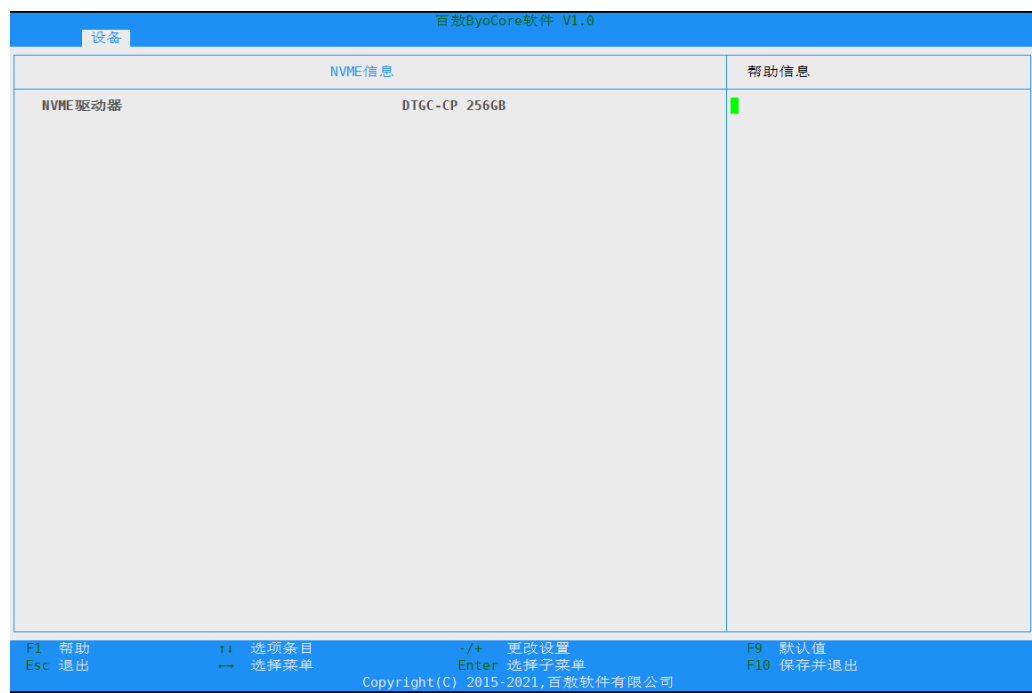 百敖ByoCore软件 V1.0
设备
NVME信息 帮助信息
NVME驱动器 DTGC-CP 256GB
F1 帮助 ↑↓ 选项条目 -/+ 更改设置 F9 默认值
Esc 退出 ←→ 选择菜单 Enter 选择子菜单 F10 保存并退出
Copyright(C) 2015-2021,百敖软件有限公司